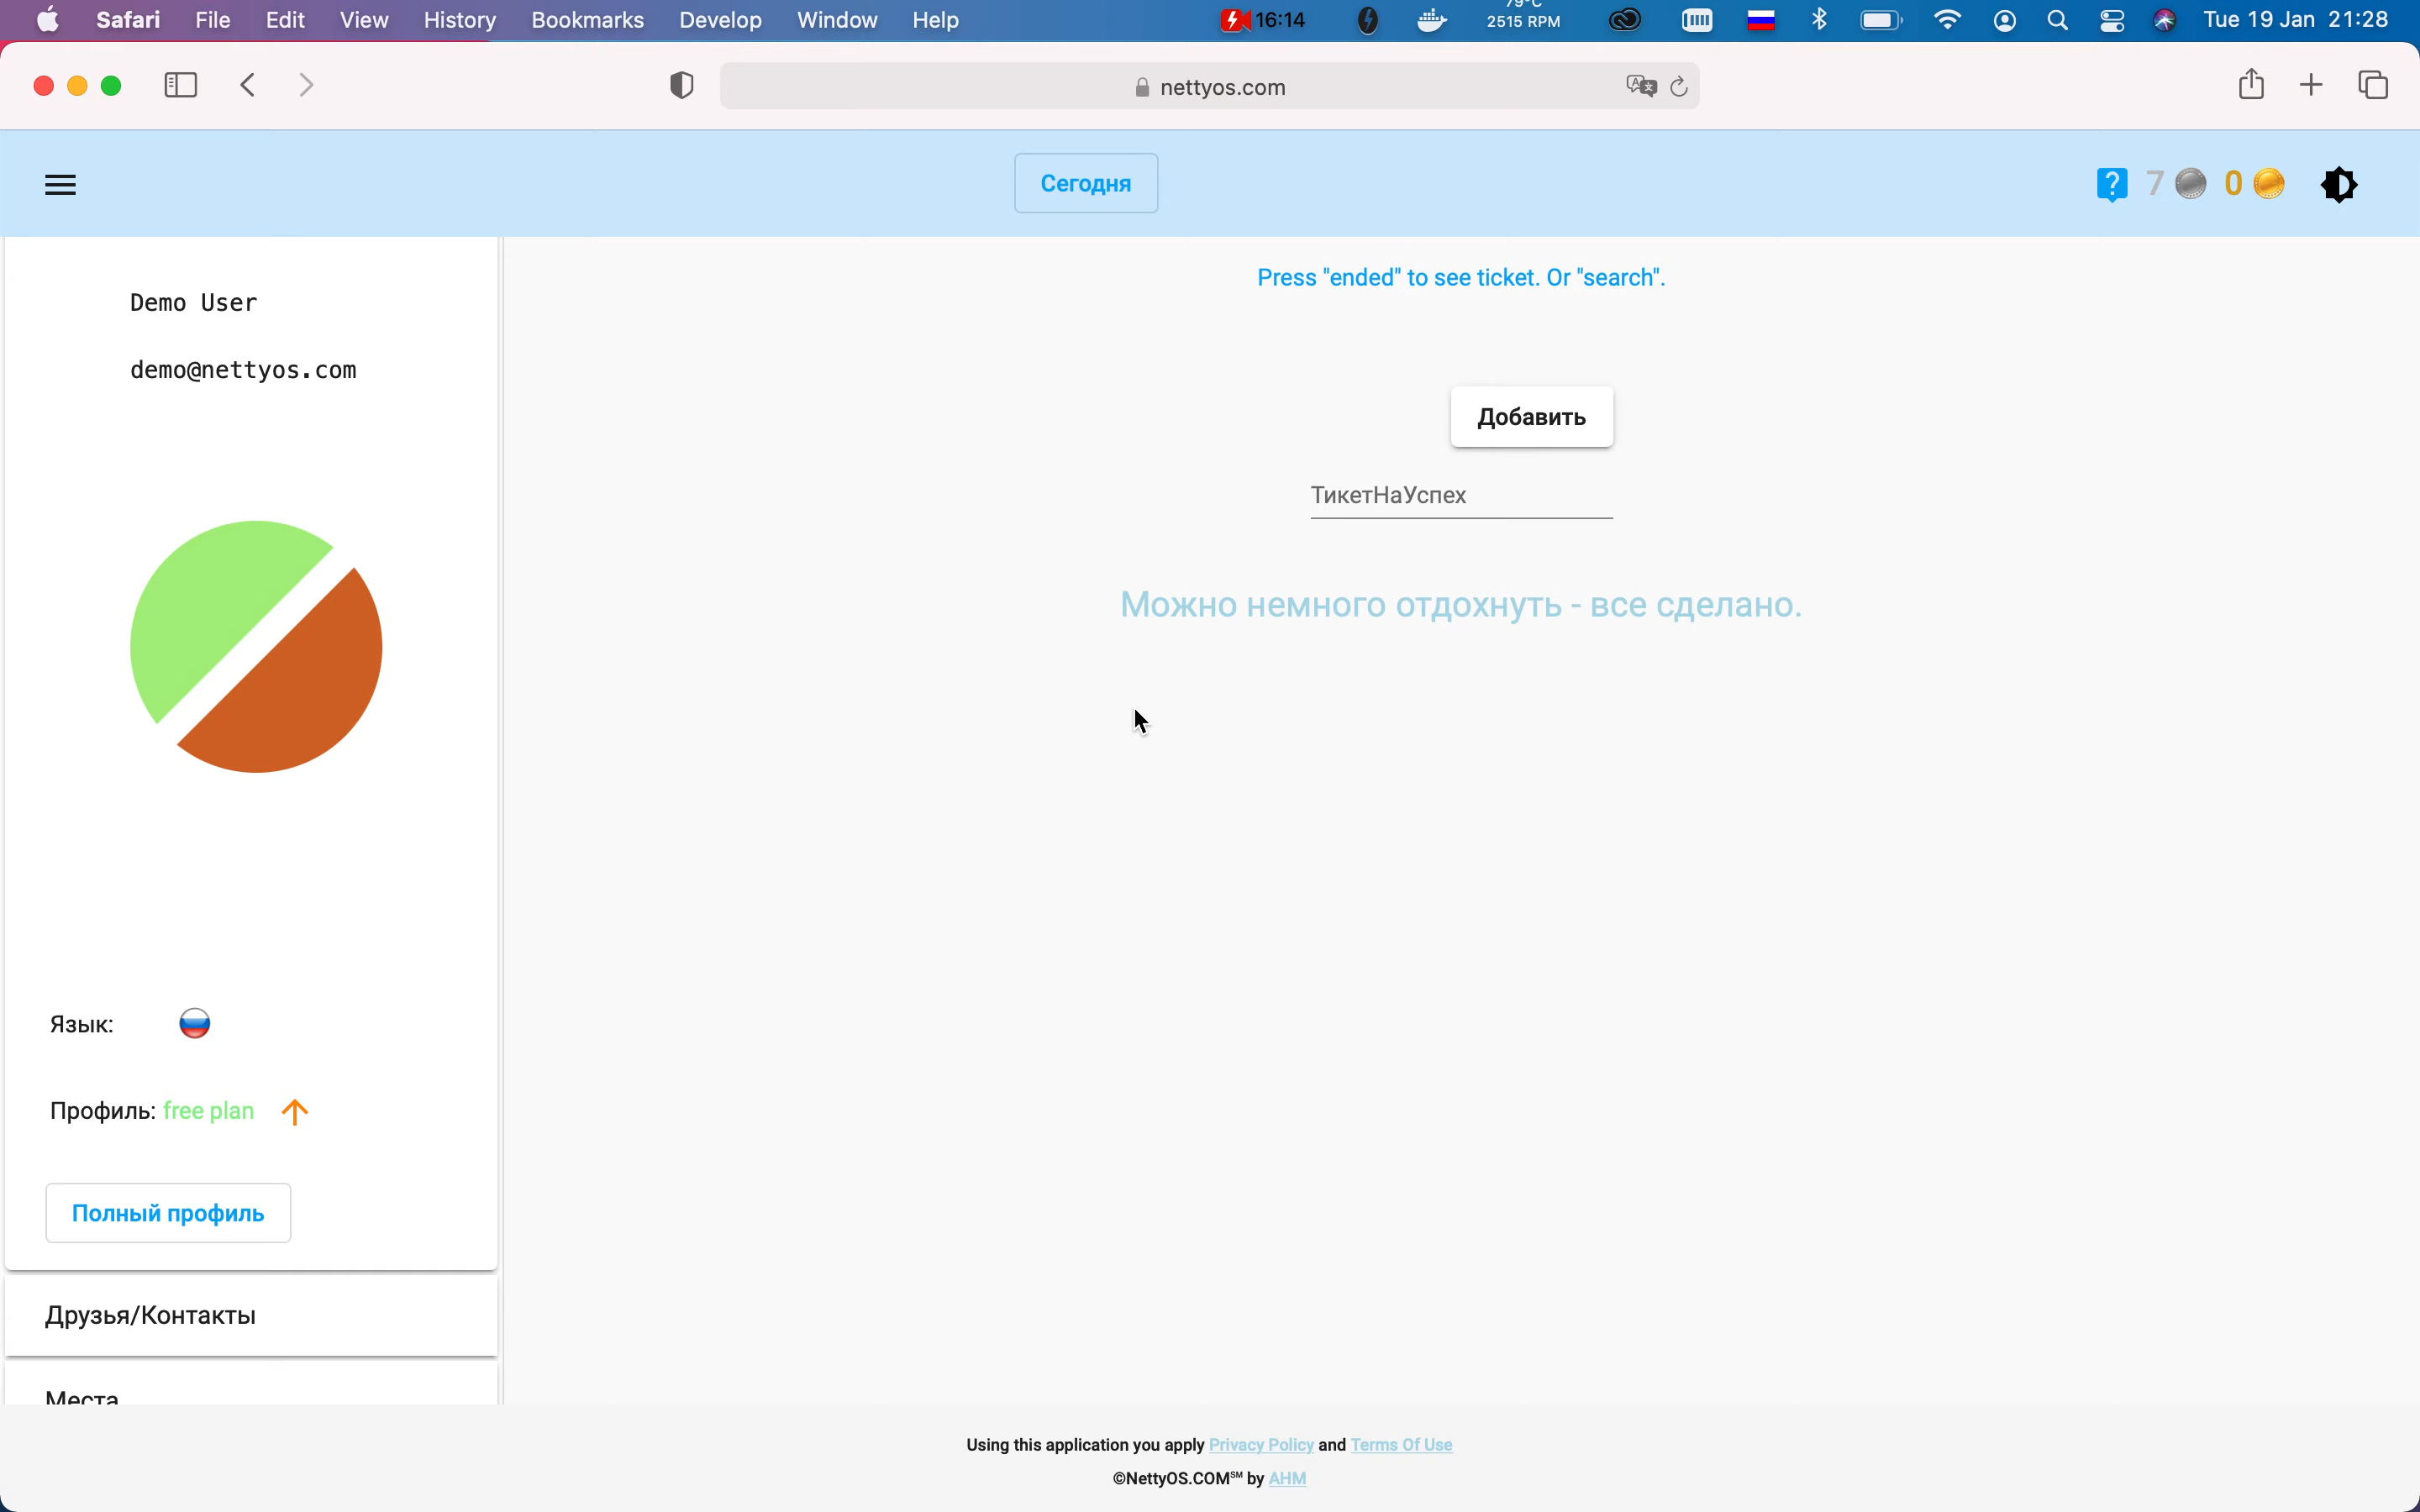 Safari File Edit View History Bookmarks Develop Window Help 16:14 79°C 2515 RPM Tue 19 Jan 21:28
nettyos.com
Сегодня
? 7 0
Demo User
demo@nettyos.com
Язык:
Профиль: free plan
Полный профиль
Друзья/Контакты
Места
Press "ended" to see ticket. Or "search".
Добавить
ТикетНаУспех
Можно немного отдохнуть - все сделано.
Using this application you apply Privacy Policy and Terms Of Use
©NettyOS.COM℠ by AHM